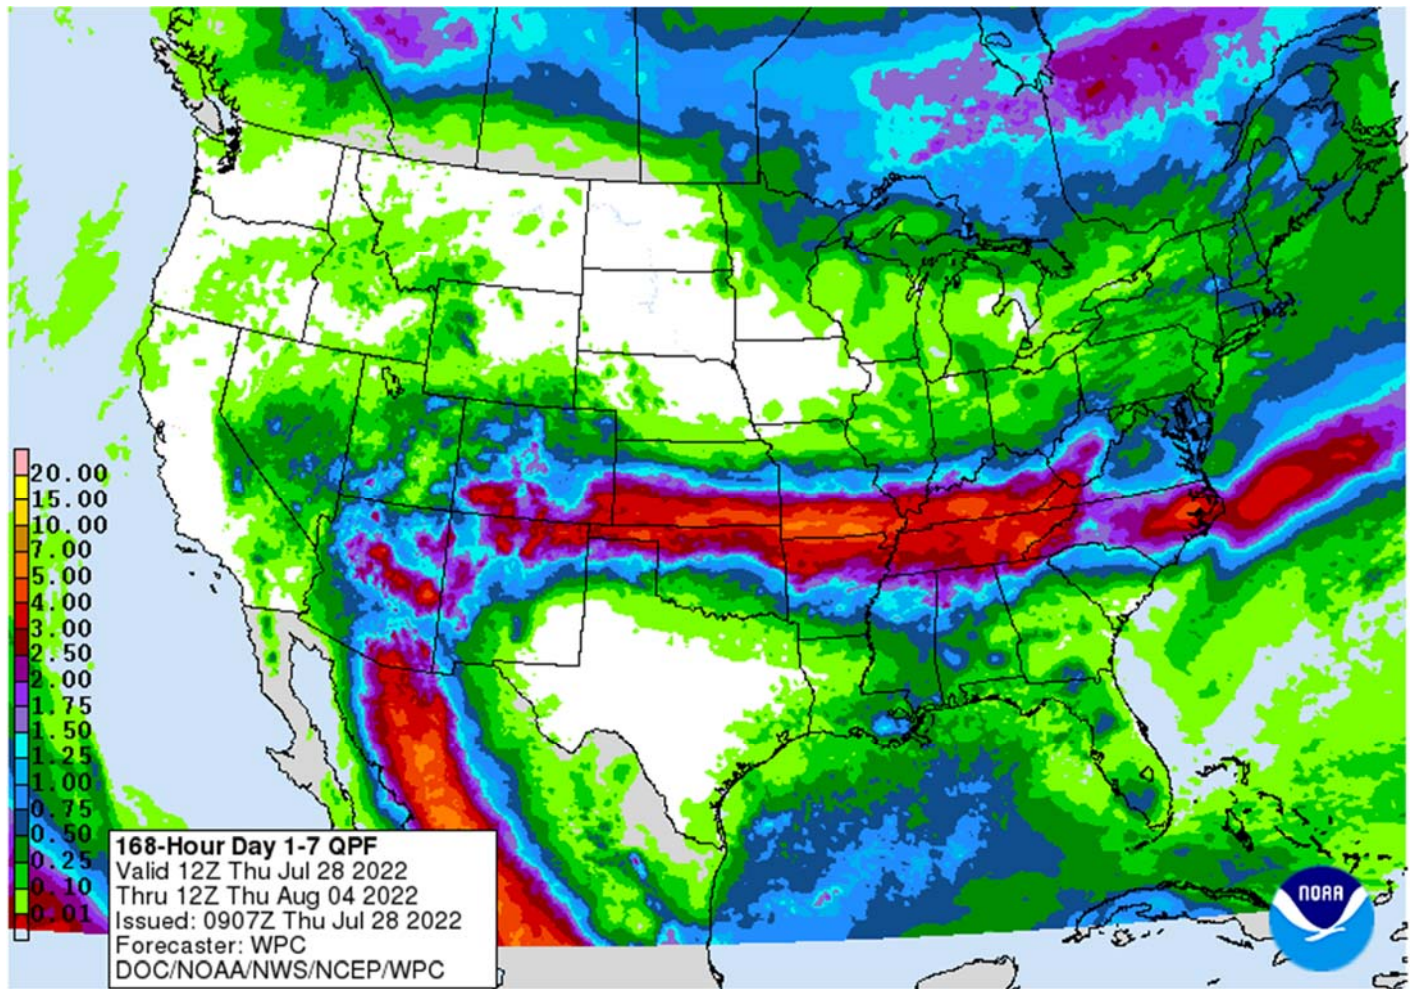 20.00
15.00
10.00
7.00
5.00
4.00
3.00
2.50
2.00
1.75
1.50
1.25
1.00
0.75
0.50
0.25
0.10
0.01
168-Hour Day 1-7 QPF
Valid 12Z Thu Jul 28 2022
Thru 12Z Thu Aug 04 2022
Issued: 0907Z Thu Jul 28 2022
Forecaster: WPC
DOC/NOAA/NWS/NCEP/WPC
NOAA